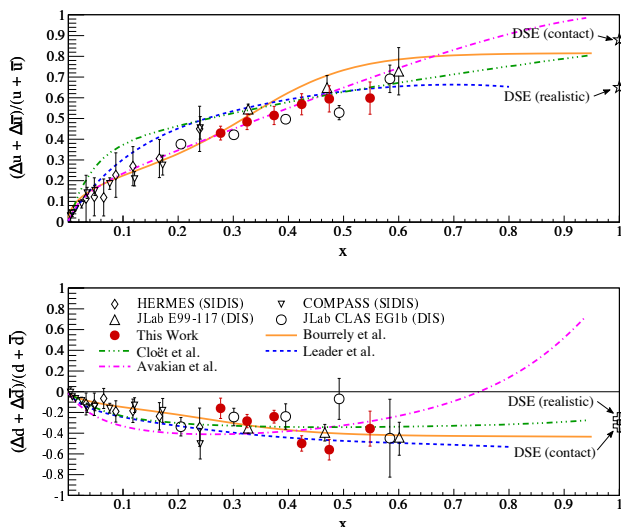 1
0.9
0.8
0.7
0.6
0.5
0.4
0.3
0.2
0.1
0
(Δu + Δū)/(u + ū)
DSE (contact)
DSE (realistic)
0.1 0.2 0.3 0.4 0.5 0.6 0.7 0.8 0.9 1
x
1
0.8
0.6
0.4
0.2
0
-0.2
-0.4
-0.6
-0.8
-1
(Δd + Δd̄)/(d + d̄)
HERMES (SIDIS) COMPASS (SIDIS)
JLab E99-117 (DIS) JLab CLAS EG1b (DIS)
This Work Bourrely et al.
Cloët et al. Leader et al.
Avakian et al.
DSE (realistic)
DSE (contact)
0.1 0.2 0.3 0.4 0.5 0.6 0.7 0.8 0.9 1
x